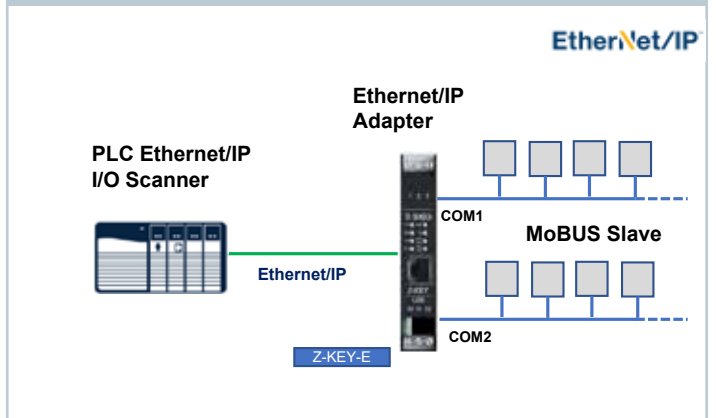 EtherNet/IP
Ethernet/IP
Adapter
PLC Ethernet/IP
I/O Scanner
COM1
MoBUS Slave
Ethernet/IP
COM2
Z-KEY-E